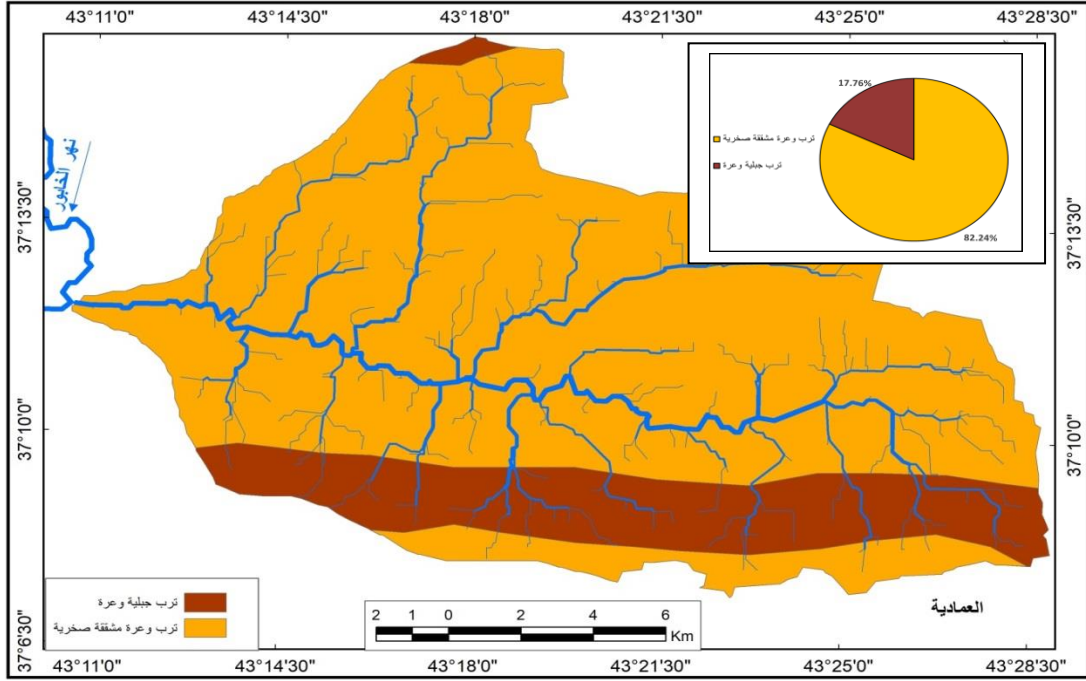 43°11'0"
43°14'30"
43°18'0"
43°21'30"
43°25'0"
43°28'30"
17.76%
ترب وعرة مشققة صخرية
ترب جبلية وعرة
82.24%
نهر الخابور
37°13'30"
37°13'30"
37°10'0"
37°10'0"
العمادية
ترب جبلية وعرة
ترب وعرة مشققة صخرية
2 1 0 2 4 6
Km
37°6'30"
43°11'0"
43°14'30"
43°18'0"
43°21'30"
43°25'0"
43°28'30"